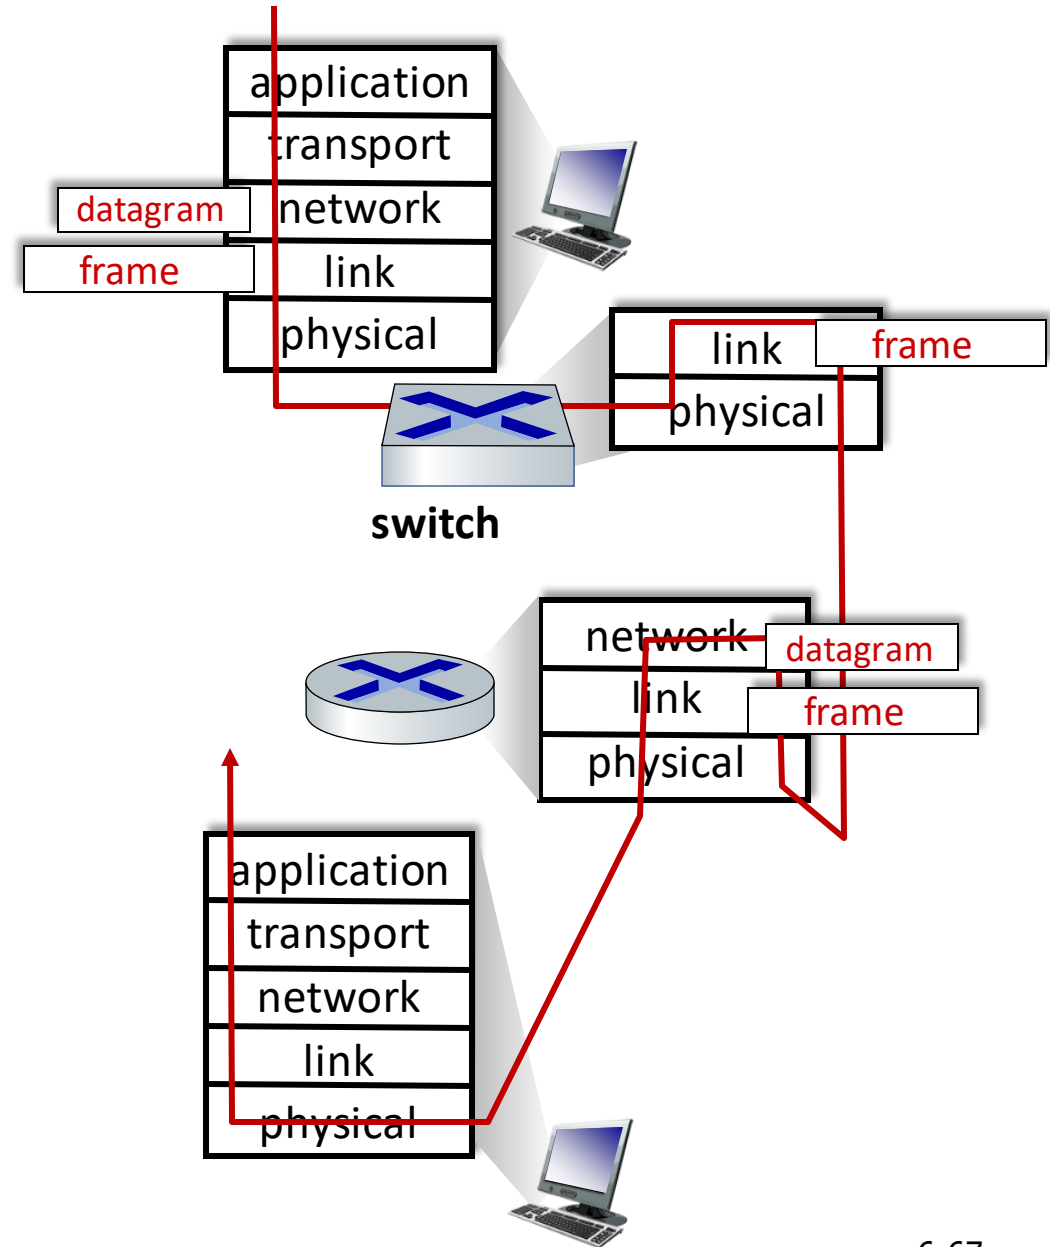 application
transport
datagram network
frame link
physical
link frame
physical
switch
network datagram
link frame
physical
application
transport
network
link
physical